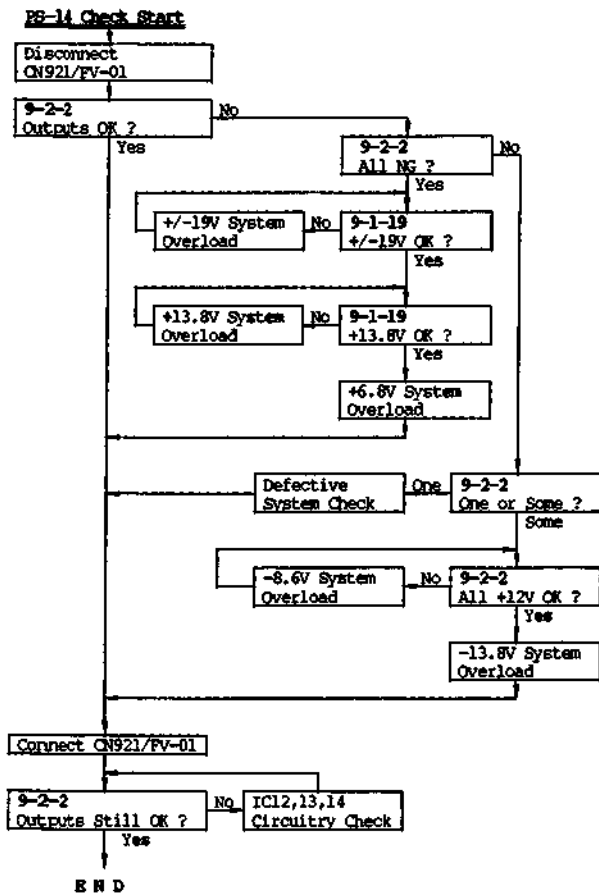 PS-14 Check Start
Disconnect
CN921/FV-01
9-2-2
Outputs OK ?
No
Yes
9-2-2
All NG ?
No
Yes
+/-19V System
Overload
No
9-1-19
+/-19V OK ?
Yes
+13.8V System
Overload
No
9-1-19
+13.8V OK ?
Yes
+6.8V System
Overload
Defective
System Check
One
9-2-2
One or Some ?
Some
-8.6V System
Overload
No
9-2-2
All +12V OK ?
Yes
-13.8V System
Overload
Connect CN921/FV-01
9-2-2
Outputs Still OK ?
No
IC12,13,14
Circuitry Check
Yes
E N D